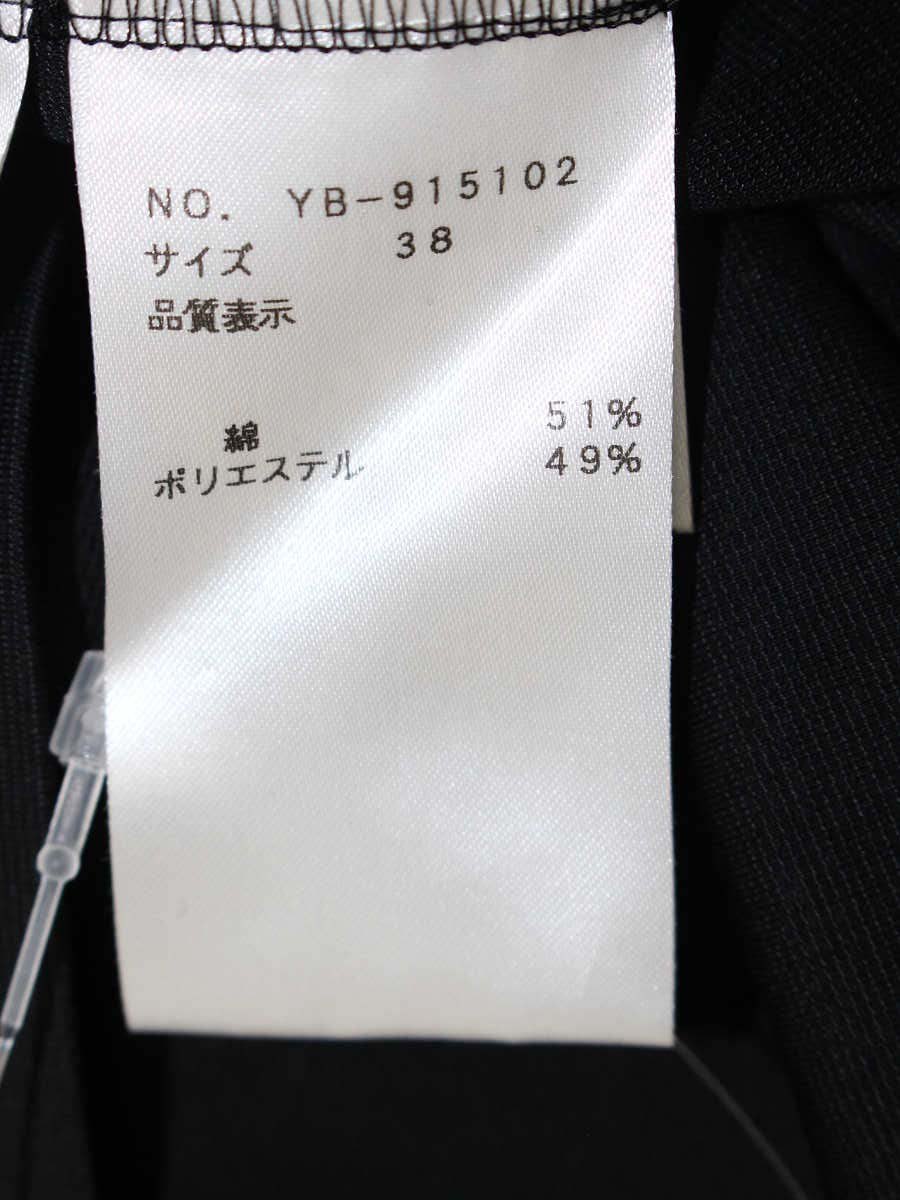 NO. YB-915102
サイズ 38
品質表示
綿 51%
ポリエステル 49%